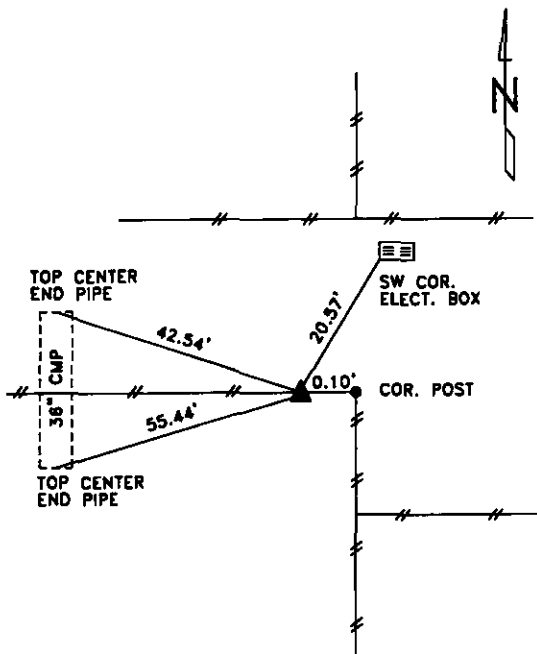 N
TOP CENTER
END PIPE
SW COR.
ELECT. BOX
20.57'
42.54'
36" CMP
0.10'
COR. POST
55.44'
TOP CENTER
END PIPE